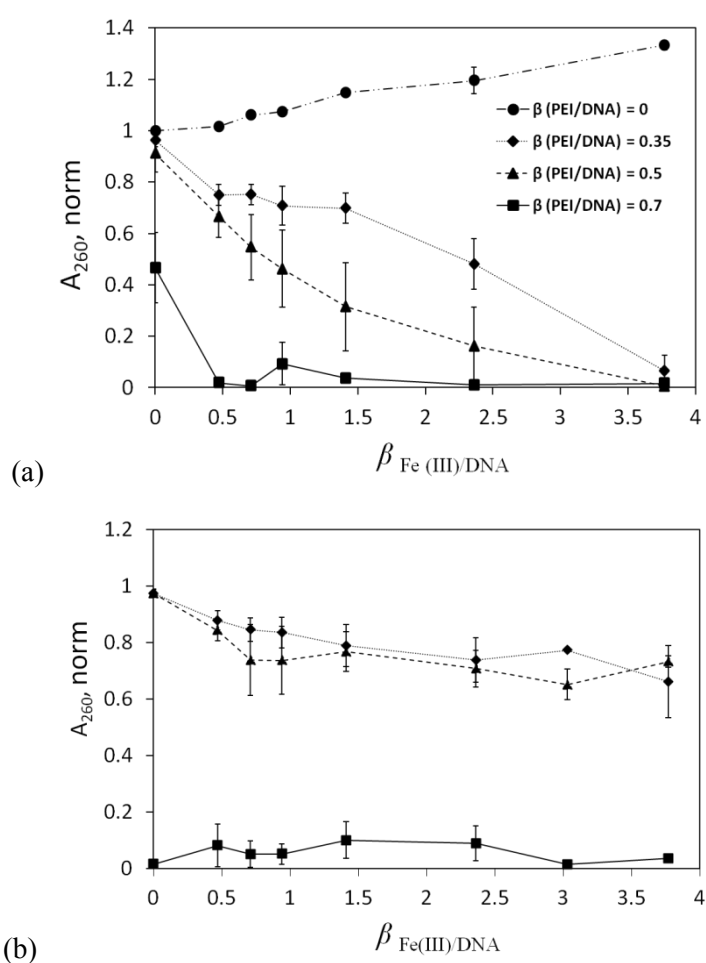 1.4
1.2
1
0.8
0.6
0.4
0.2
0
A260, norm
β (PEI/DNA) = 0
β (PEI/DNA) = 0.35
β (PEI/DNA) = 0.5
β (PEI/DNA) = 0.7
0 0.5 1 1.5 2 2.5 3 3.5 4
β Fe (III)/DNA
(a)
1.2
1
0.8
0.6
0.4
0.2
0
A260, norm
0 0.5 1 1.5 2 2.5 3 3.5 4
β Fe(III)/DNA
(b)